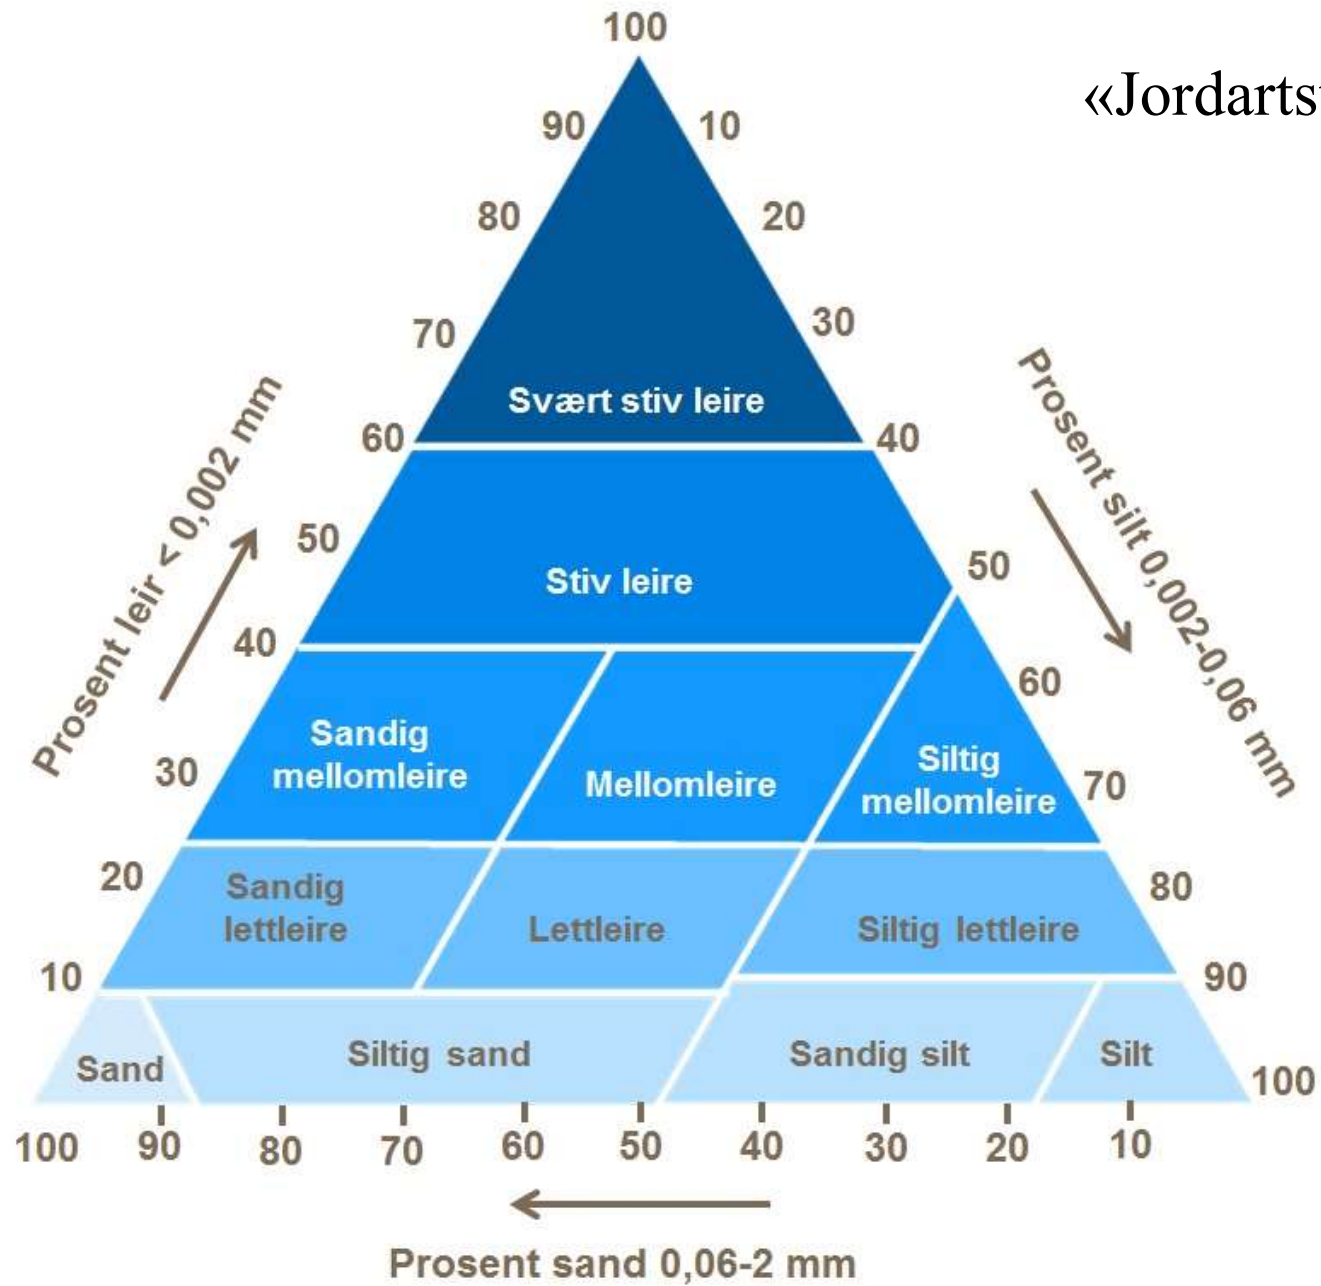 100
«Jordarts
90
10
80
20
70
30
Svært stiv leire
60
40
Prosent leir < 0,002 mm
Prosent silt 0,002-0,06 mm
50
Stiv leire
50
40
60
Sandig
mellomleire
Mellomleire
Siltig
mellomleire
30
70
20
Sandig
lettleire
Lettleire
Siltig lettleire
80
10
90
Sand
Siltig sand
Sandig silt
Silt
100
100 90 80 70 60 50 40 30 20 10
Prosent sand 0,06-2 mm